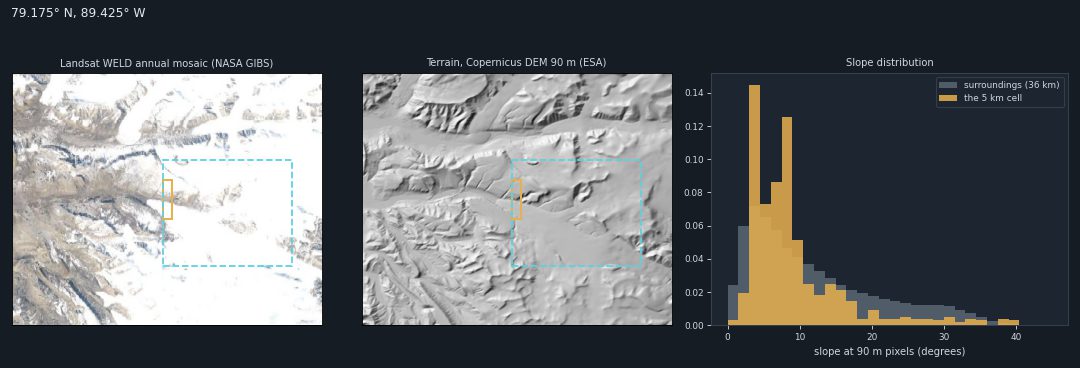 79.175° N, 89.425° W
Landsat WELD annual mosaic (NASA GIBS)
Terrain, Copernicus DEM 90 m (ESA)
Slope distribution
surroundings (36 km)
the 5 km cell
0.14
0.12
0.10
0.08
0.06
0.04
0.02
0.00
0 10 20 30 40
slope at 90 m pixels (degrees)